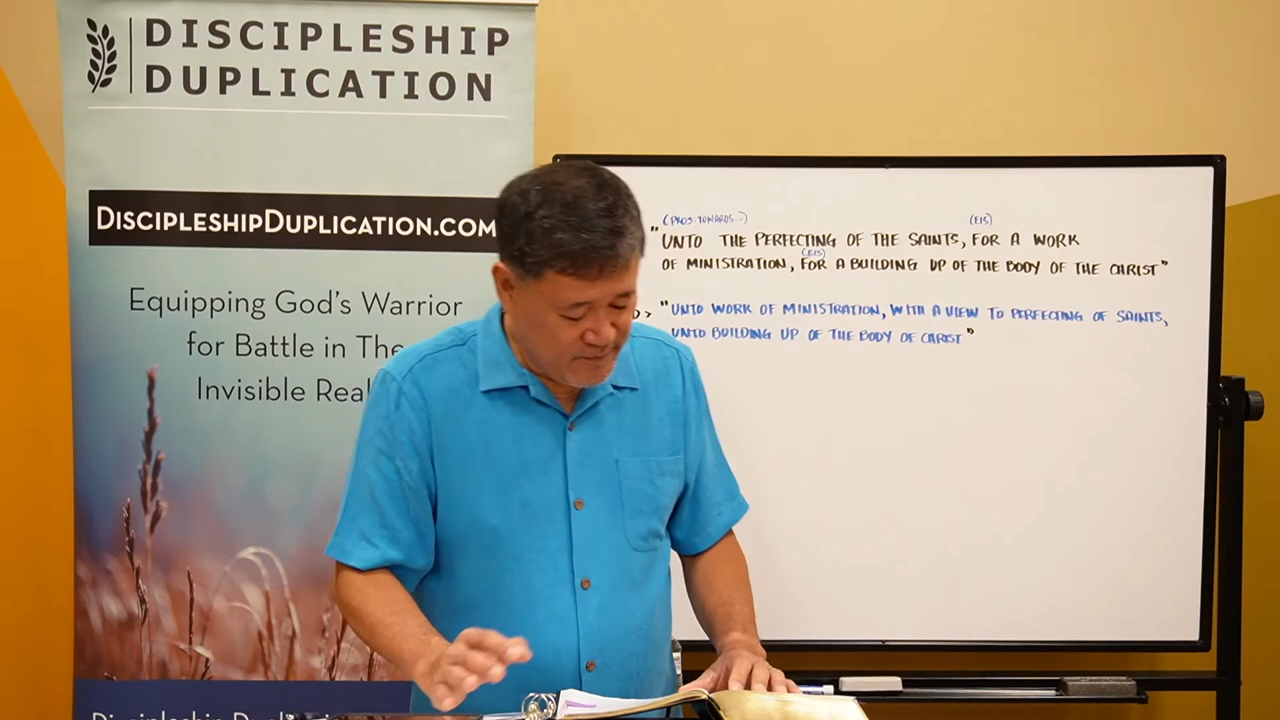 DISCIPLESHIP
DUPLICATION
DISCIPLESHIPDUPLICATION.COM
Equipping God's Warrior
for Battle in The
Invisible Real
(PROS: TOWARDS...)
(EIS)
"UNTO THE PERFECTING OF THE SAINTS, FOR A WORK
(EIS)
OF MINISTRATION, FOR A BUILDING UP OF THE BODY OF THE CHRIST"
> "UNTO WORK OF MINISTRATION, WITH A VIEW TO PERFECTING OF SAINTS,
UNTO BUILDING UP OF THE BODY OF CHRIST"
Discipleship